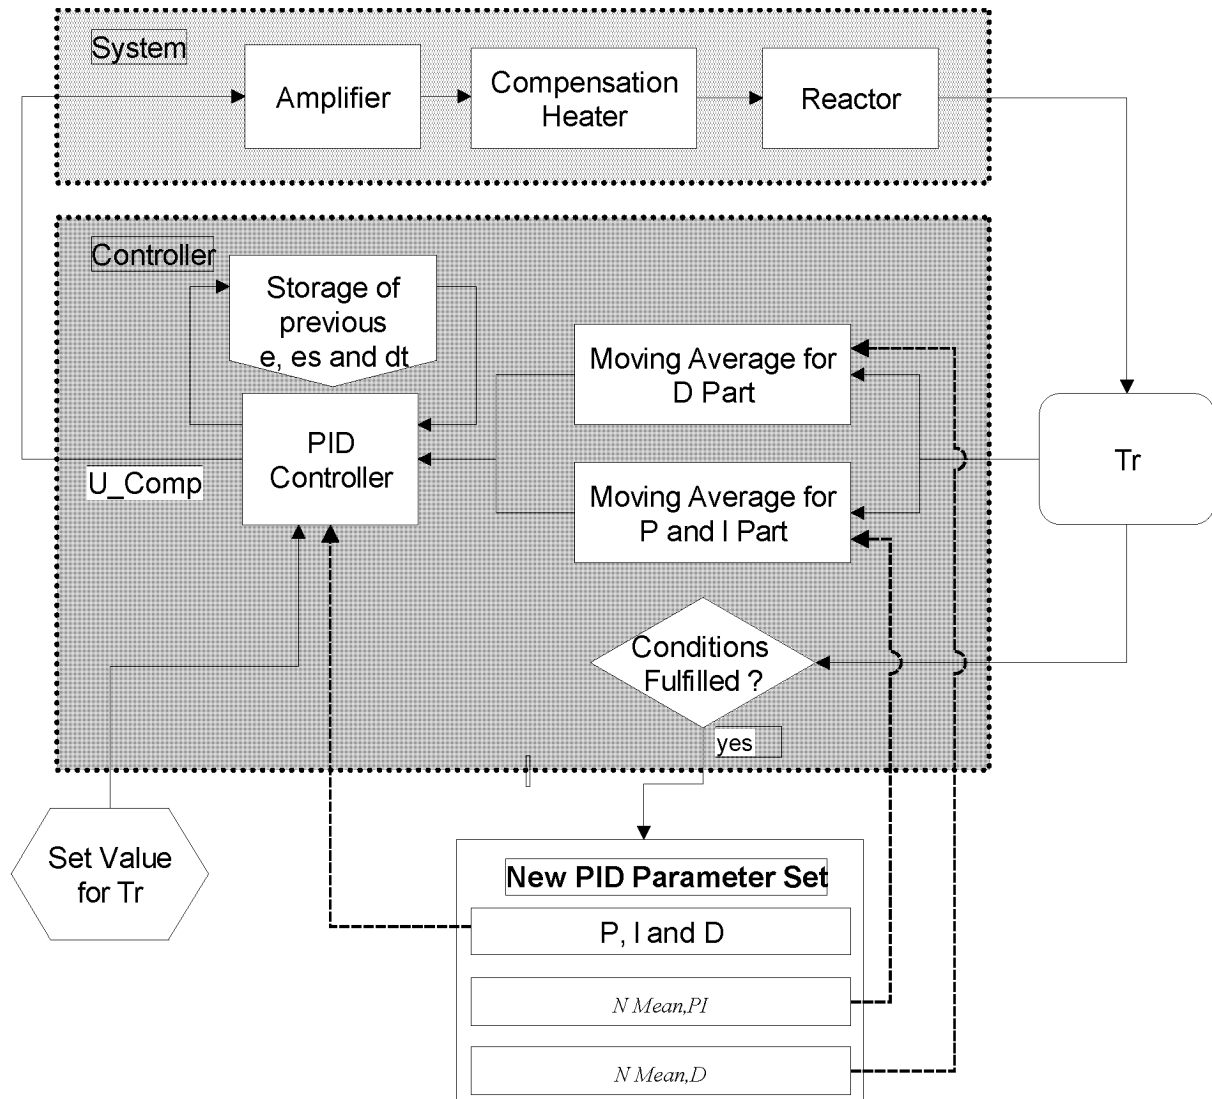 System
Amplifier
Compensation
Heater
Reactor
Controller
Storage of
previous
e, es and dt
Moving Average for
D Part
PID
Controller
U_Comp
Moving Average for
P and I Part
Tr
Conditions
Fulfilled ?
yes
Set Value
for Tr
New PID Parameter Set
P, I and D
N Mean,PI
N Mean,D